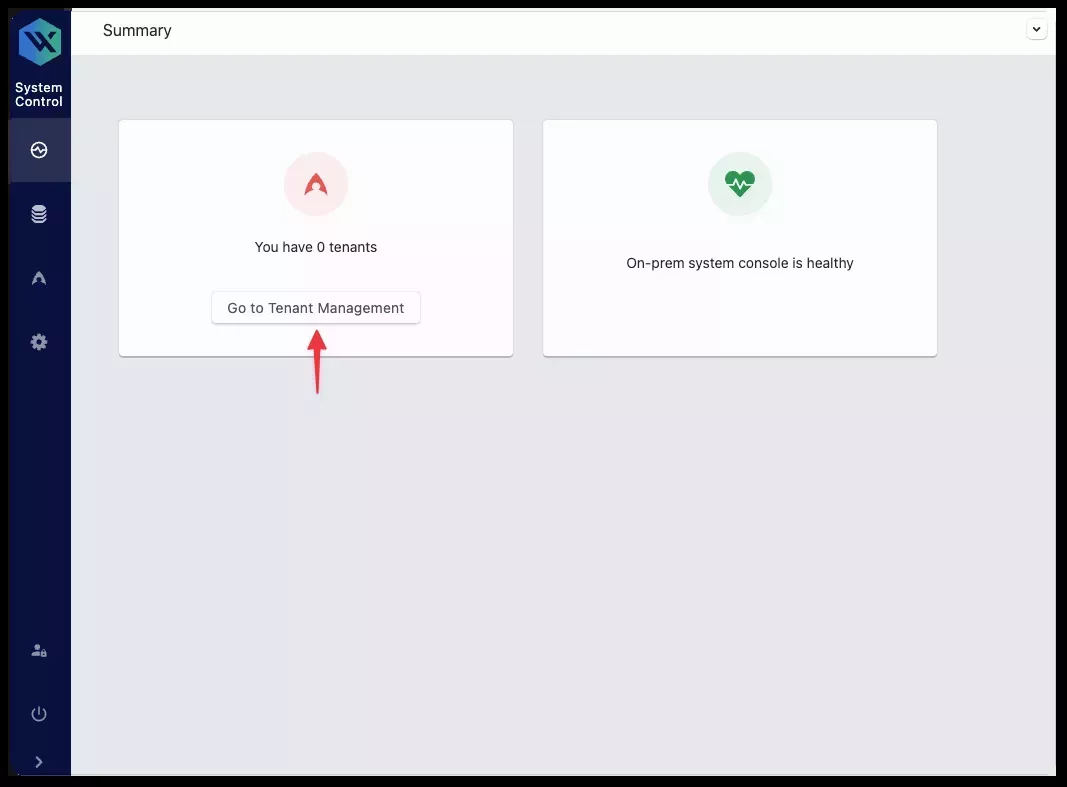 System
Control
Summary
You have 0 tenants
Go to Tenant Management
On-prem system console is healthy